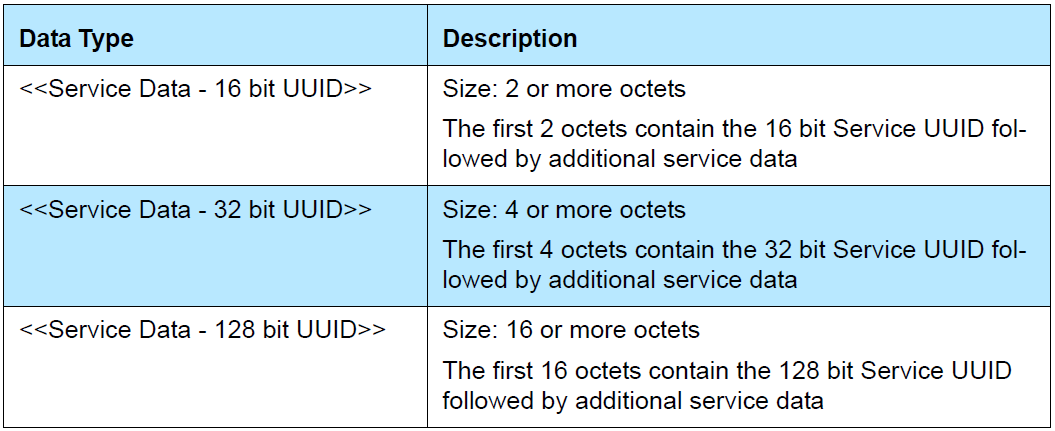 Data Type
Description
<<Service Data - 16 bit UUID>>
Size: 2 or more octets
The first 2 octets contain the 16 bit Service UUID fol-
lowed by additional service data
<<Service Data - 32 bit UUID>>
Size: 4 or more octets
The first 4 octets contain the 32 bit Service UUID fol-
lowed by additional service data
<<Service Data - 128 bit UUID>>
Size: 16 or more octets
The first 16 octets contain the 128 bit Service UUID
followed by additional service data